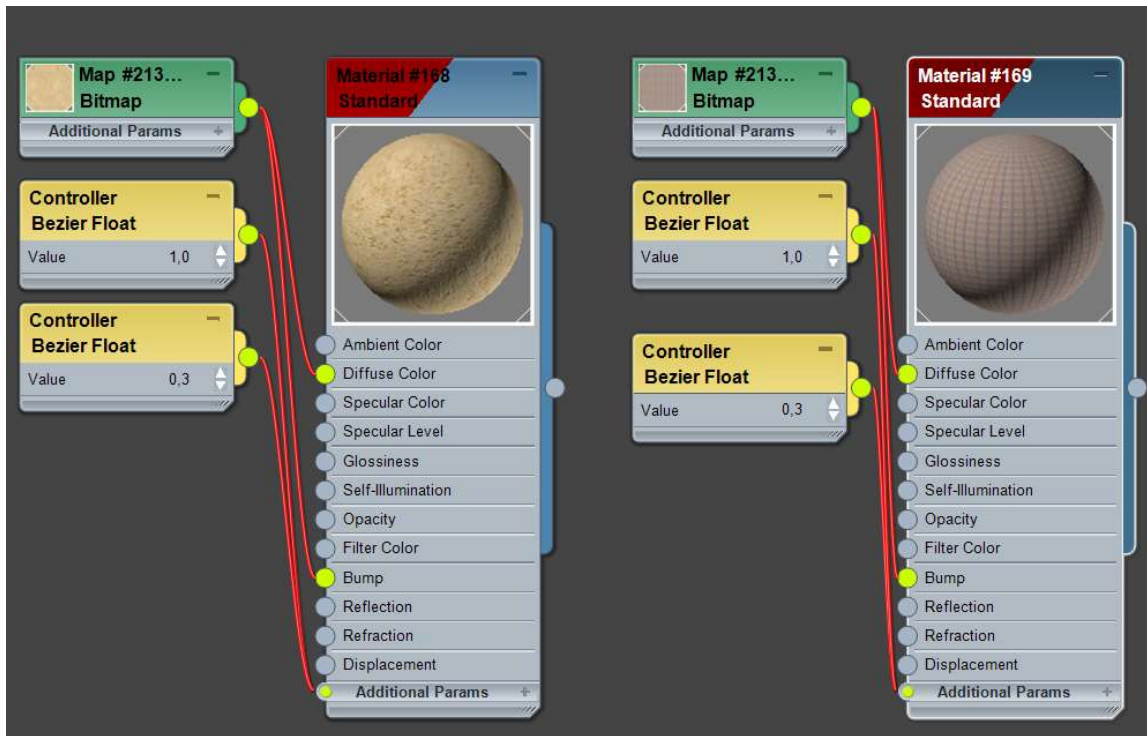 Map #213...
Bitmap
Additional Params
Controller
Bezier Float
Value 1,0
Controller
Bezier Float
Value 0,3
Material #168
Standard
Ambient Color
Diffuse Color
Specular Color
Specular Level
Glossiness
Self-Illumination
Opacity
Filter Color
Bump
Reflection
Refraction
Displacement
Additional Params
Map #213...
Bitmap
Additional Params
Controller
Bezier Float
Value 1,0
Controller
Bezier Float
Value 0,3
Material #169
Standard
Ambient Color
Diffuse Color
Specular Color
Specular Level
Glossiness
Self-Illumination
Opacity
Filter Color
Bump
Reflection
Refraction
Displacement
Additional Params